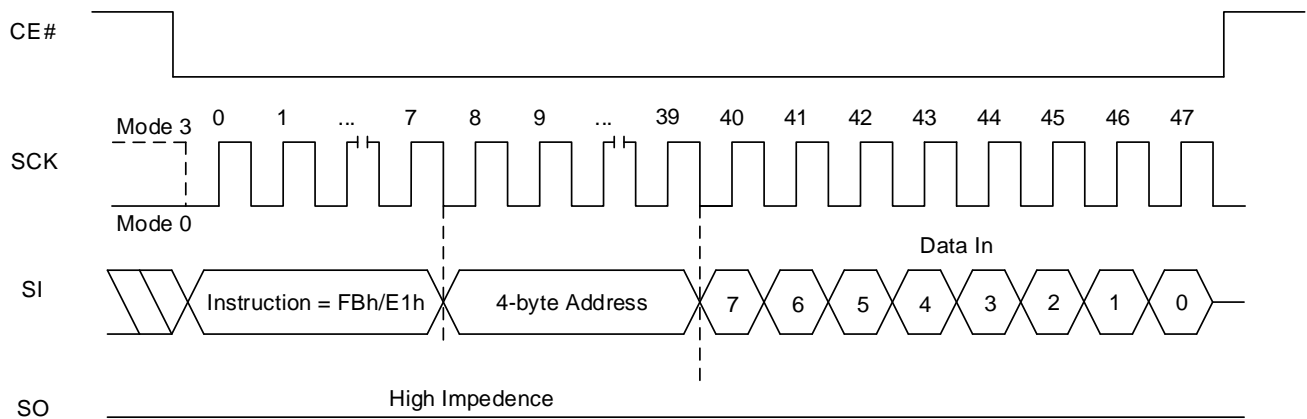 CE#
Mode 3 0 1 ... 7 8 9 ... 39 40 41 42 43 44 45 46 47
SCK
Mode 0
Data In
SI Instruction = FBh/E1h 4-byte Address 7 6 5 4 3 2 1 0
High Impedence
SO